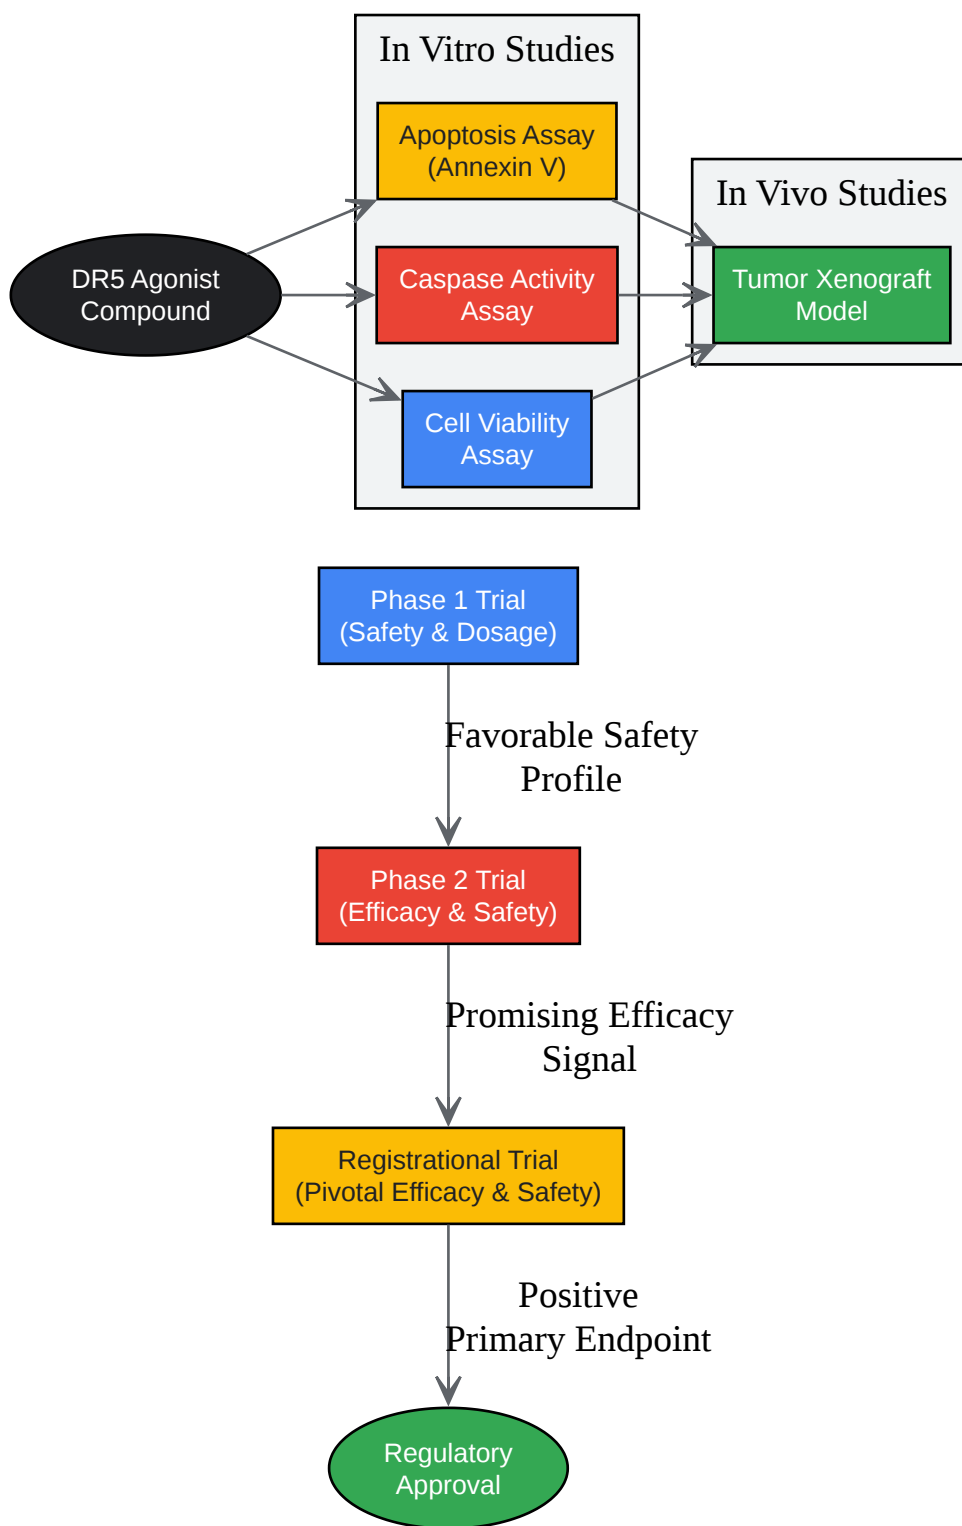 In Vitro Studies
Apoptosis Assay
(Annexin V)
In Vivo Studies
DR5 Agonist
Compound
Caspase Activity
Assay
Tumor Xenograft
Model
Cell Viability
Assay
Phase 1 Trial
(Safety & Dosage)
Favorable Safety
Profile
Phase 2 Trial
(Efficacy & Safety)
Promising Efficacy
Signal
Registrational Trial
(Pivotal Efficacy & Safety)
Positive
Primary Endpoint
Regulatory
Approval